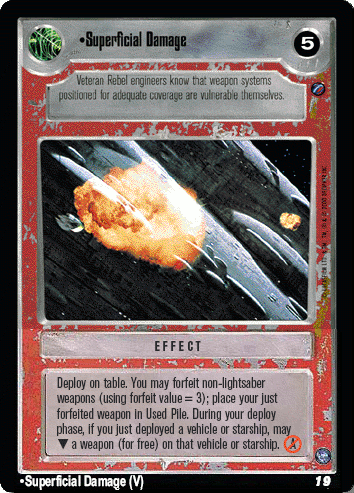 •Superficial Damage
5
Veteran Rebel engineers know that weapon systems
positioned for adequate coverage are vulnerable themselves.
EFFECT
Deploy on table. You may forfeit non-lightsaber
weapons (using forfeit value = 3); place your just
forfeited weapon in Used Pile. During your deploy
phase, if you just deployed a vehicle or starship, may
▼ a weapon (for free) on that vehicle or starship. A
•Superficial Damage (V)
19